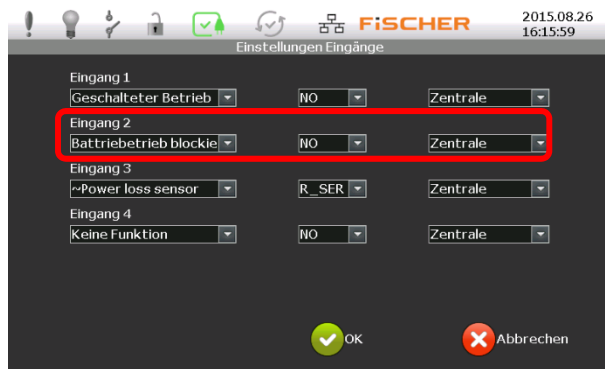 FiSCHER
2015.08.26
16:15:59
Einstellungen Eingänge
Eingang 1
Geschalteter Betrieb NO Zentrale
Eingang 2
Battriebetrieb blockie NO Zentrale
Eingang 3
~Power loss sensor R_SER Zentrale
Eingang 4
Keine Funktion NO Zentrale
OK Abbrechen